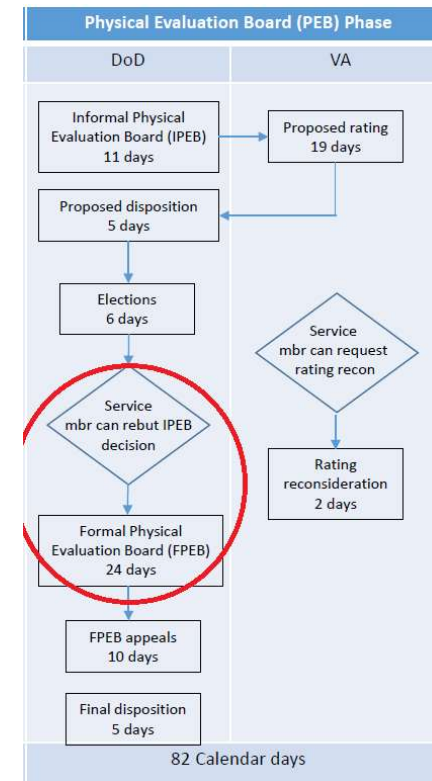 Physical Evaluation Board (PEB) Phase
DoD
VA
Informal Physical
Evaluation Board (IPEB)
11 days
Proposed rating
19 days
Proposed disposition
5 days
Elections
6 days
Service
mbr can rebut IPEB
decision
Service
mbr can request
rating recon
Formal Physical
Evaluation Board (FPEB)
24 days
Rating
reconsideration
2 days
FPEB appeals
10 days
Final disposition
5 days
82 Calendar days